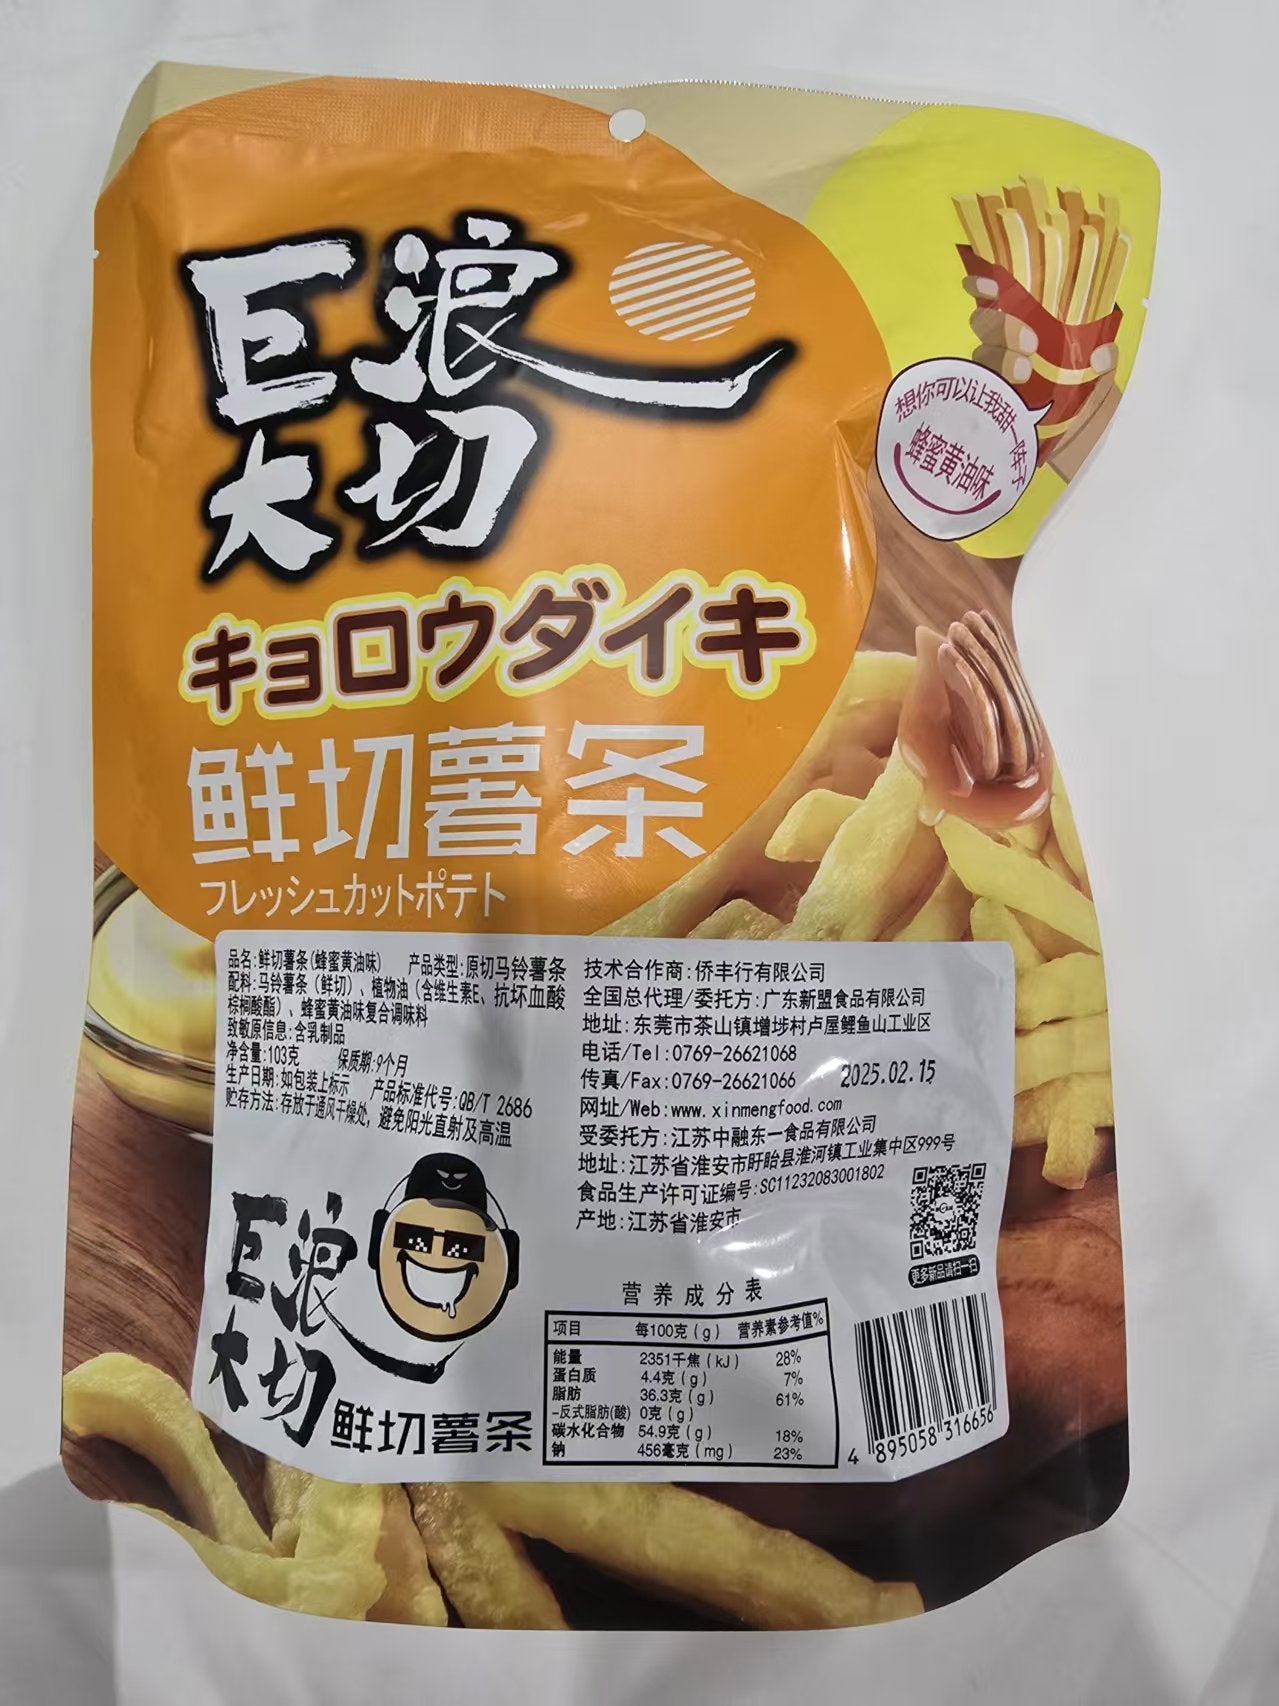 巨浪
大切
キョロウダイキ
鲜切薯条
フレッシュカットポテト
想你可以让我甜一阵子
蜂蜜黄油味
品名:鲜切薯条(蜂蜜黄油味) 产品类型:原切马铃薯条
配料:马铃薯条（鲜切）、植物油（含维生素E、抗坏血酸
棕榈酸酯）、蜂蜜黄油味复合调味料
致敏原信息:含乳制品
净含量:103克 保质期:9个月
生产日期:如包装上标示 产品标准代号:QB/T 2686
贮存方法:存放于通风干燥处，避免阳光直射及高温
巨浪
大切
鲜切薯条
技术合作商:侨丰行有限公司
全国总代理/委托方:广东新盟食品有限公司
地址:东莞市茶山镇增埗村卢屋鲤鱼山工业区
电话/Tel:0769-26621068
传真/Fax:0769-26621066
2025.02.15
网址/Web:www.xinmengfood.com
受委托方:江苏中融东一食品有限公司
地址:江苏省淮安市盱眙县淮河镇工业集中区999号
食品生产许可证编号:SC11232083001802
产地:江苏省淮安市
更多新品请扫一扫
营养成分表
项目 每100克(g) 营养素参考值%
能量 2351千焦(kJ) 28%
蛋白质 4.4克(g) 7%
脂肪 36.3克(g) 61%
-反式脂肪(酸) 0克(g)
碳水化合物 54.9克(g) 18%
钠 456毫克(mg) 23%
4 895058 316656